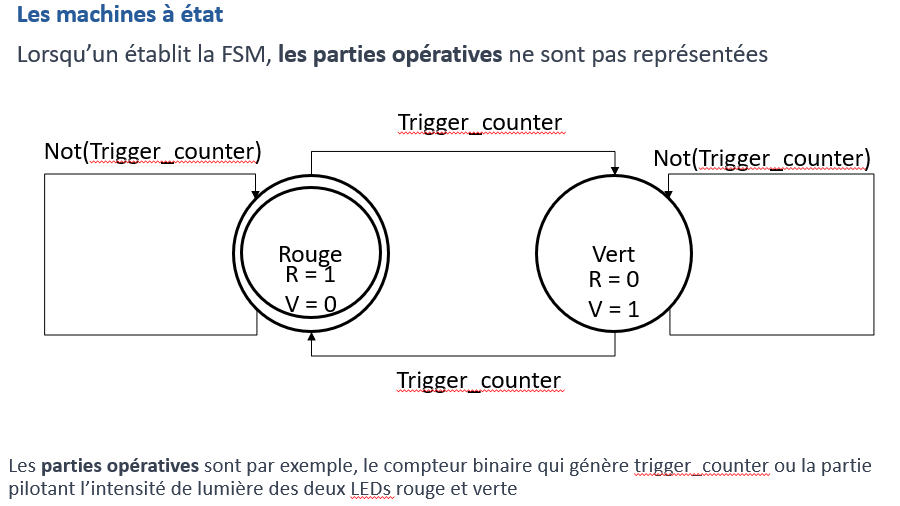 Les machines à état
Lorsqu'un établit la FSM, les parties opératives ne sont pas représentées
Trigger_counter
Not(Trigger_counter)
Not(Trigger_counter)
Rouge
R = 1
V = 0
Vert
R = 0
V = 1
Trigger_counter
Les parties opératives sont par exemple, le compteur binaire qui génère trigger_counter ou la partie
pilotant l'intensité de lumière des deux LEDs rouge et verte